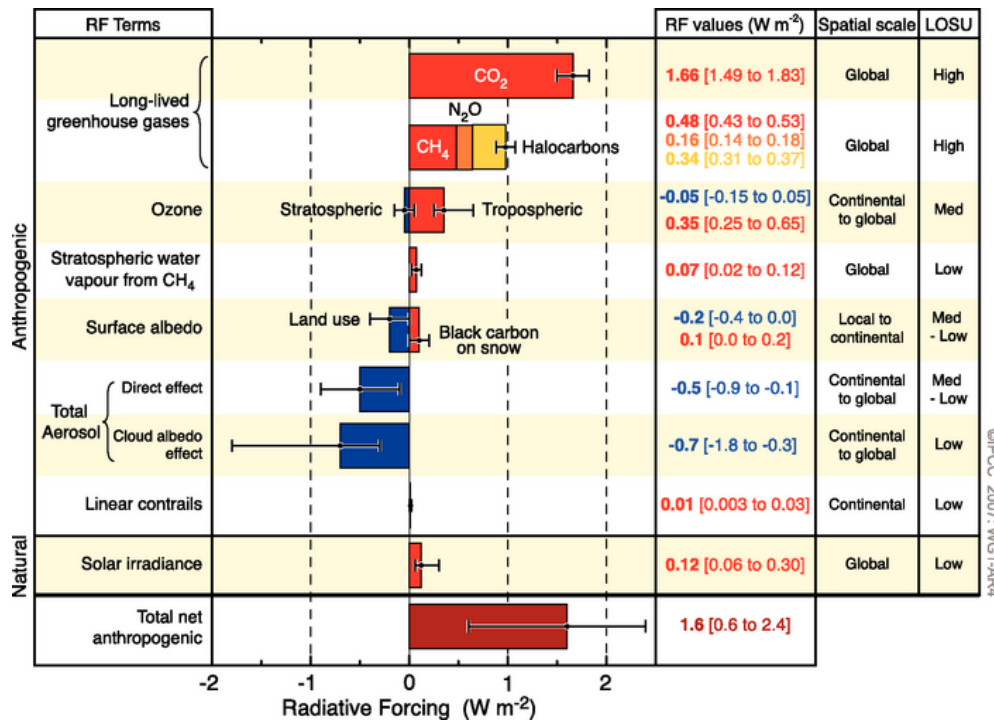 RF Terms
RF values (W m-2)
Spatial scale
LOSU
Anthropogenic
Long-lived
greenhouse gases
CO2
1.66 [1.49 to 1.83]
Global
High
N2O
CH4
Halocarbons
0.48 [0.43 to 0.53]
0.16 [0.14 to 0.18]
0.34 [0.31 to 0.37]
Global
High
Ozone
Stratospheric
Tropospheric
-0.05 [-0.15 to 0.05]
0.35 [0.25 to 0.65]
Continental
to global
Med
Stratospheric water
vapour from CH4
0.07 [0.02 to 0.12]
Global
Low
Surface albedo
Land use
Black carbon
on snow
-0.2 [-0.4 to 0.0]
0.1 [0.0 to 0.2]
Local to
continental
Med
- Low
Total
Aerosol
Direct effect
-0.5 [-0.9 to -0.1]
Continental
to global
Med
- Low
Cloud albedo
effect
-0.7 [-1.8 to -0.3]
Continental
to global
Low
Linear contrails
0.01 [0.003 to 0.03]
Continental
Low
Natural
Solar irradiance
0.12 [0.06 to 0.30]
Global
Low
Total net
anthropogenic
1.6 [0.6 to 2.4]
-2 -1 0 1 2
Radiative Forcing (W m-2)
©IPCC 2007: WG1-AR4